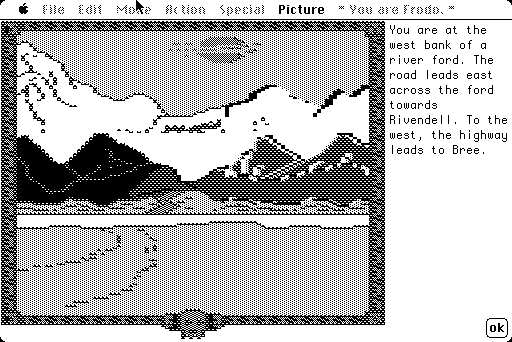 File Edit Move Action Special Picture * You are Frodo. *
You are at the
west bank of a
river ford. The
road leads east
across the ford
towards
Rivendell. To the
west, the highway
leads to Bree.
ok